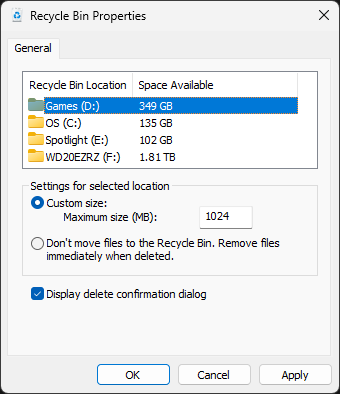 Recycle Bin Properties
General
Recycle Bin Location Space Available
Games (D:) 349 GB
OS (C:) 135 GB
Spotlight (E:) 102 GB
WD20EZRZ (F:) 1.81 TB
Settings for selected location
Custom size:
Maximum size (MB): 1024
Don't move files to the Recycle Bin. Remove files
immediately when deleted.
Display delete confirmation dialog
OK Cancel Apply